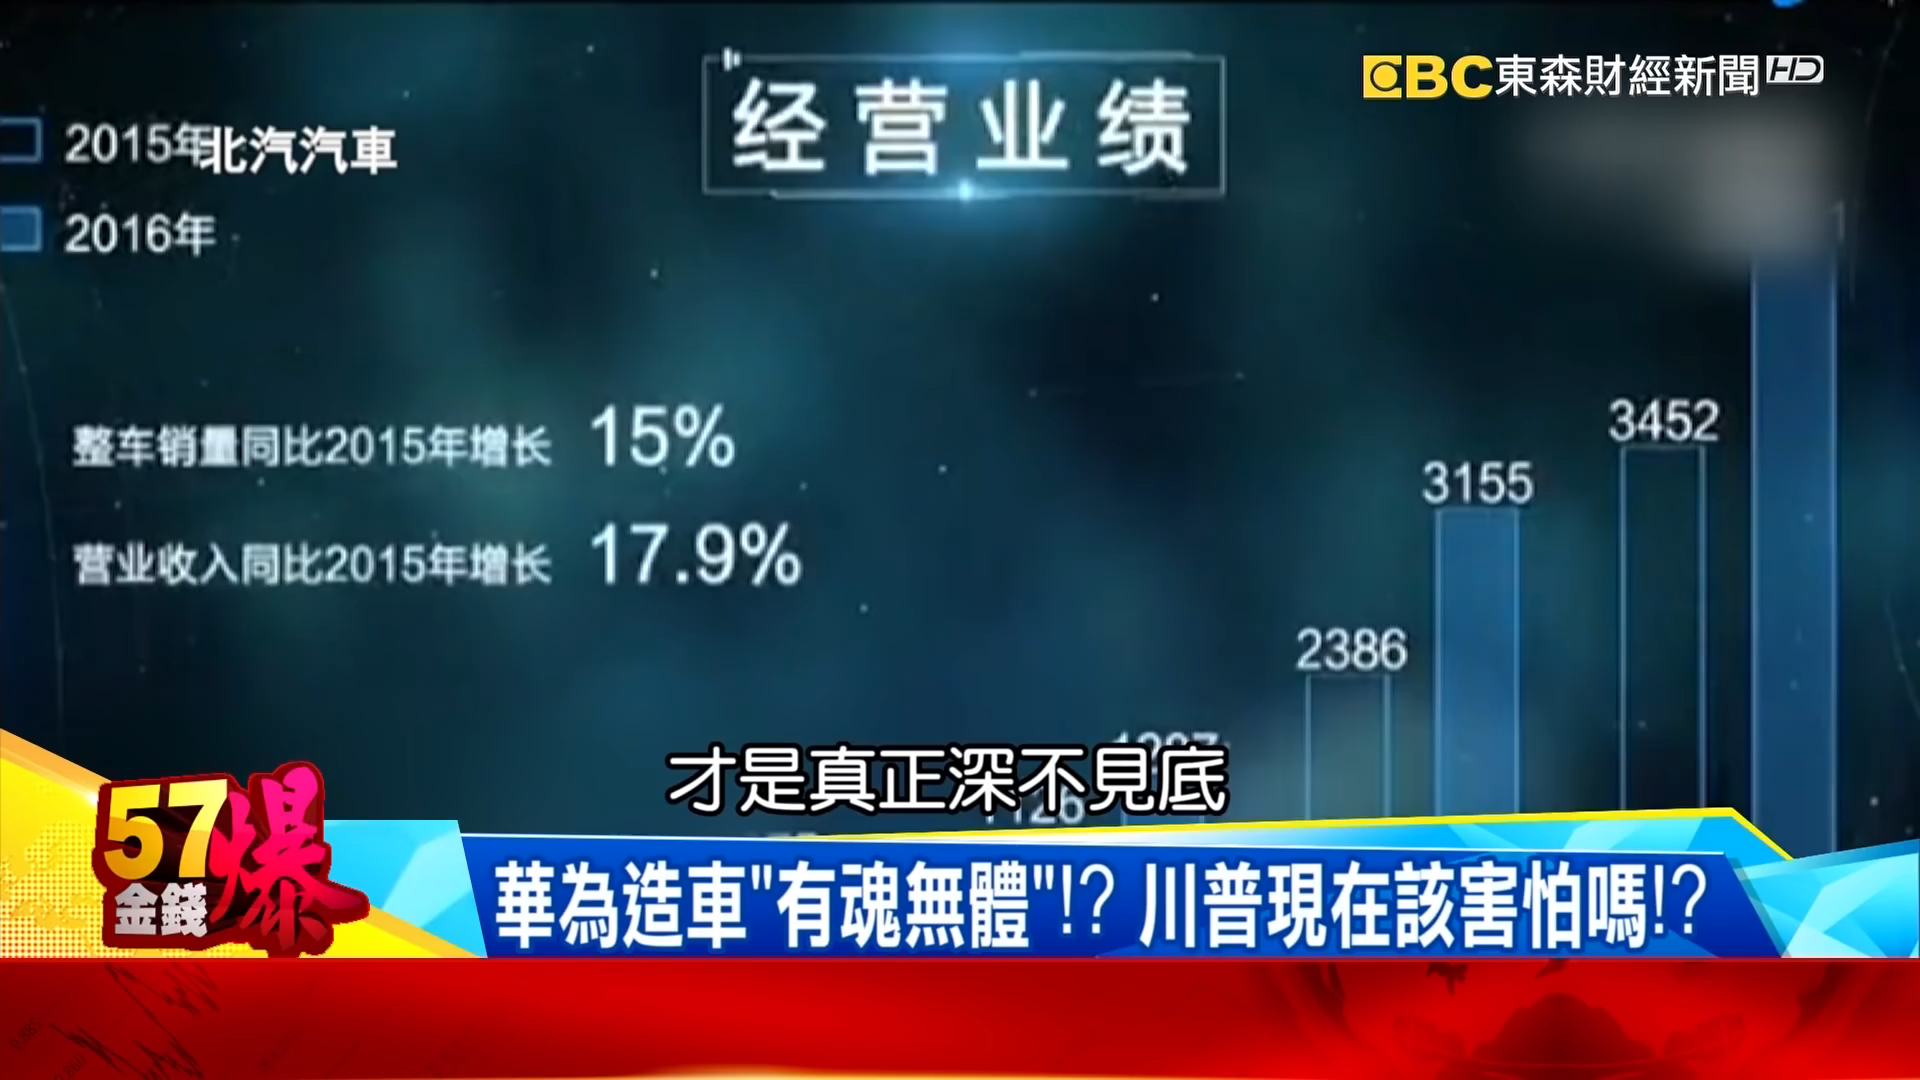 经营业绩
EBC東森財經新聞HD
2015年
北汽汽車
2016年
整车销量同比2015年增长 15%
营业收入同比2015年增长 17.9%
3452
3155
2386
才是真正深不見底
57
金錢爆
華為造車"有魂無體"!? 川普現在該害怕嗎!?